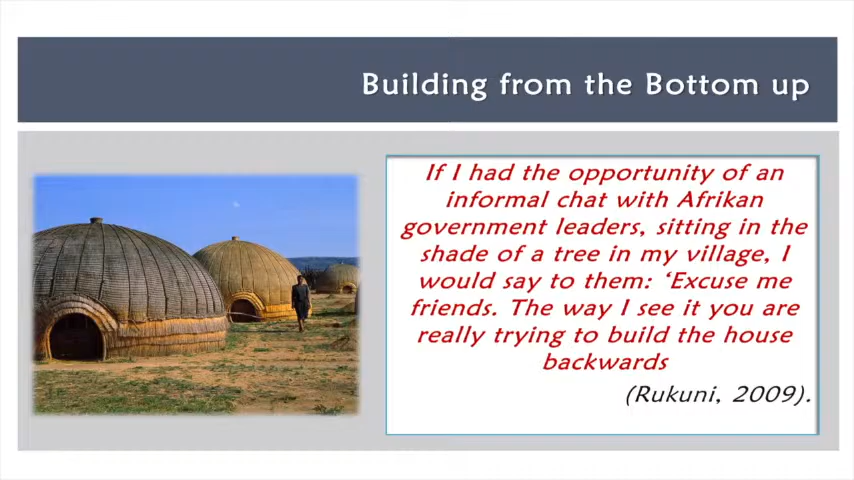 Building from the Bottom up
If I had the opportunity of an
informal chat with Afrikan
government leaders, sitting in the
shade of a tree in my village, I
would say to them: ‘Excuse me
friends. The way I see it you are
really trying to build the house
backwards
(Rukuni, 2009).